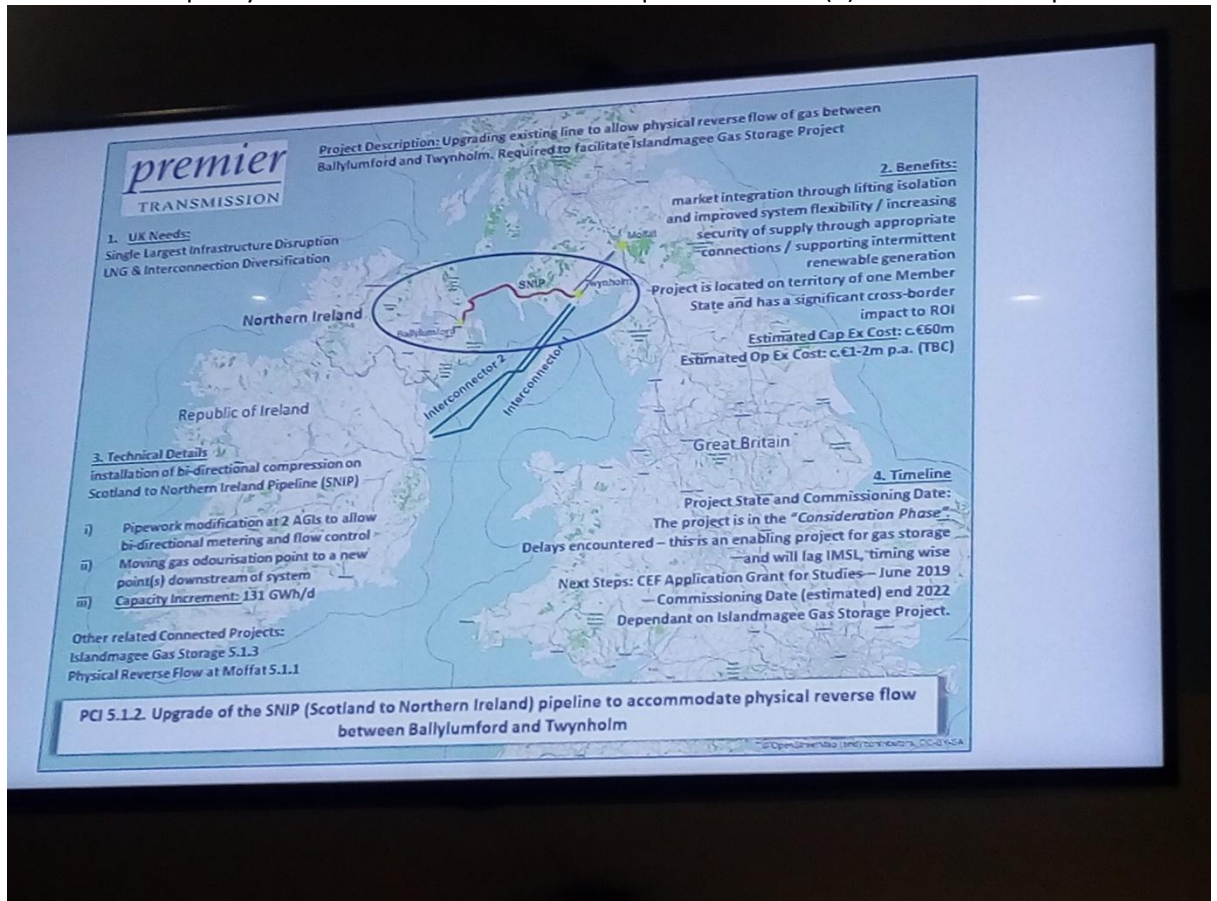 premier
TRANSMISSION
Project Description: Upgrading existing line to allow physical reverse flow of gas between
Ballylumford and Twynholm. Required to facilitate Islandmagee Gas Storage Project
1. UK Needs:
Single Largest Infrastructure Disruption
LNG & Interconnection Diversification
2. Benefits:
market integration through lifting isolation
and improved system flexibility / increasing
security of supply through appropriate
connections / supporting intermittent
renewable generation
Project is located on territory of one Member
State and has a significant cross-border
impact to ROI
Estimated Cap Ex Cost: c.€60m
Estimated Op Ex Cost: c.€1-2m p.a. (TBC)
Moffat
SNIP
Twynholm
Northern Ireland
Ballylumford
Interconnector 2
Interconnector 1
Republic of Ireland
Great Britain
3. Technical Details
installation of bi-directional compression on
Scotland to Northern Ireland Pipeline (SNIP)
i) Pipework modification at 2 AGIs to allow
bi-directional metering and flow control
ii) Moving gas odourisation point to a new
point(s) downstream of system
iii) Capacity Increment: 131 GWh/d
Other related Connected Projects:
Islandmagee Gas Storage 5.1.3
Physical Reverse Flow at Moffat 5.1.1
4. Timeline
Project State and Commissioning Date:
The project is in the "Consideration Phase".
Delays encountered – this is an enabling project for gas storage
and will lag IMSL, timing wise
Next Steps: CEF Application Grant for Studies – June 2019
Commissioning Date (estimated) end 2022
Dependant on Islandmagee Gas Storage Project.
PCI 5.1.2. Upgrade of the SNIP (Scotland to Northern Ireland) pipeline to accommodate physical reverse flow
between Ballylumford and Twynholm
© OpenStreetMap (and) contributors, CC-BY-SA